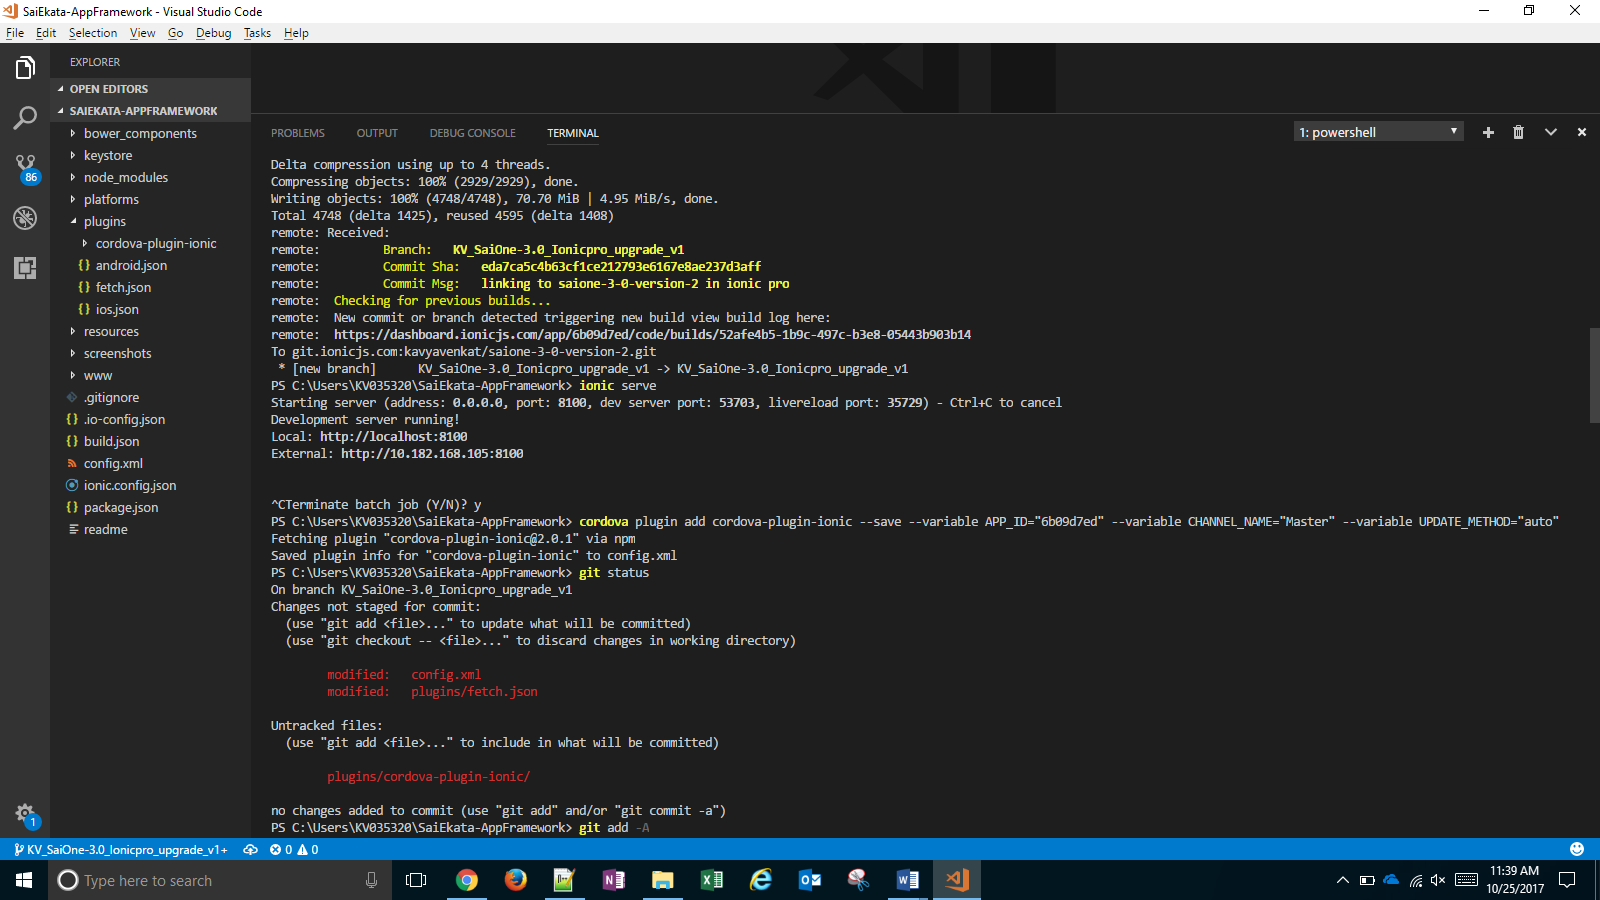 SaiEkata-AppFramework - Visual Studio Code
File Edit Selection View Go Debug Tasks Help
EXPLORER
OPEN EDITORS
SAIEKATA-APPFRAMEWORK
bower_components
keystore
node_modules
platforms
plugins
cordova-plugin-ionic
{} android.json
{} fetch.json
{} ios.json
resources
screenshots
www
.gitignore
{} .io-config.json
{} build.json
config.xml
ionic.config.json
{} package.json
readme
86
1
PROBLEMS OUTPUT DEBUG CONSOLE TERMINAL
1: powershell
Delta compression using up to 4 threads.
Compressing objects: 100% (2929/2929), done.
Writing objects: 100% (4748/4748), 70.70 MiB | 4.95 MiB/s, done.
Total 4748 (delta 1425), reused 4595 (delta 1408)
remote: Received:
remote: Branch: KV_SaiOne-3.0_Ionicpro_upgrade_v1
remote: Commit Sha: eda7ca5c4b63cf1ce212793e6167e8ae237d3aff
remote: Commit Msg: linking to saione-3-0-version-2 in ionic pro
remote: Checking for previous builds...
remote: New commit or branch detected triggering new build view build log here:
remote: https://dashboard.ionicjs.com/app/6b09d7ed/code/builds/52afe4b5-1b9c-497c-b3e8-05443b903b14
To git.ionicjs.com:kavyavenkat/saione-3-0-version-2.git
* [new branch] KV_SaiOne-3.0_Ionicpro_upgrade_v1 -> KV_SaiOne-3.0_Ionicpro_upgrade_v1
PS C:\Users\KV035320\SaiEkata-AppFramework> ionic serve
Starting server (address: 0.0.0.0, port: 8100, dev server port: 53703, livereload port: 35729) - Ctrl+C to cancel
Development server running!
Local: http://localhost:8100
External: http://10.182.168.105:8100
^CTerminate batch job (Y/N)? y
PS C:\Users\KV035320\SaiEkata-AppFramework> cordova plugin add cordova-plugin-ionic --save --variable APP_ID="6b09d7ed" --variable CHANNEL_NAME="Master" --variable UPDATE_METHOD="auto"
Fetching plugin "cordova-plugin-ionic@2.0.1" via npm
Saved plugin info for "cordova-plugin-ionic" to config.xml
PS C:\Users\KV035320\SaiEkata-AppFramework> git status
On branch KV_SaiOne-3.0_Ionicpro_upgrade_v1
Changes not staged for commit:
(use "git add <file>..." to update what will be committed)
(use "git checkout -- <file>..." to discard changes in working directory)
modified: config.xml
modified: plugins/fetch.json
Untracked files:
(use "git add <file>..." to include in what will be committed)
plugins/cordova-plugin-ionic/
no changes added to commit (use "git add" and/or "git commit -a")
PS C:\Users\KV035320\SaiEkata-AppFramework> git add -A
KV_SaiOne-3.0_Ionicpro_upgrade_v1+ 0 0
Type here to search
11:39 AM
10/25/2017